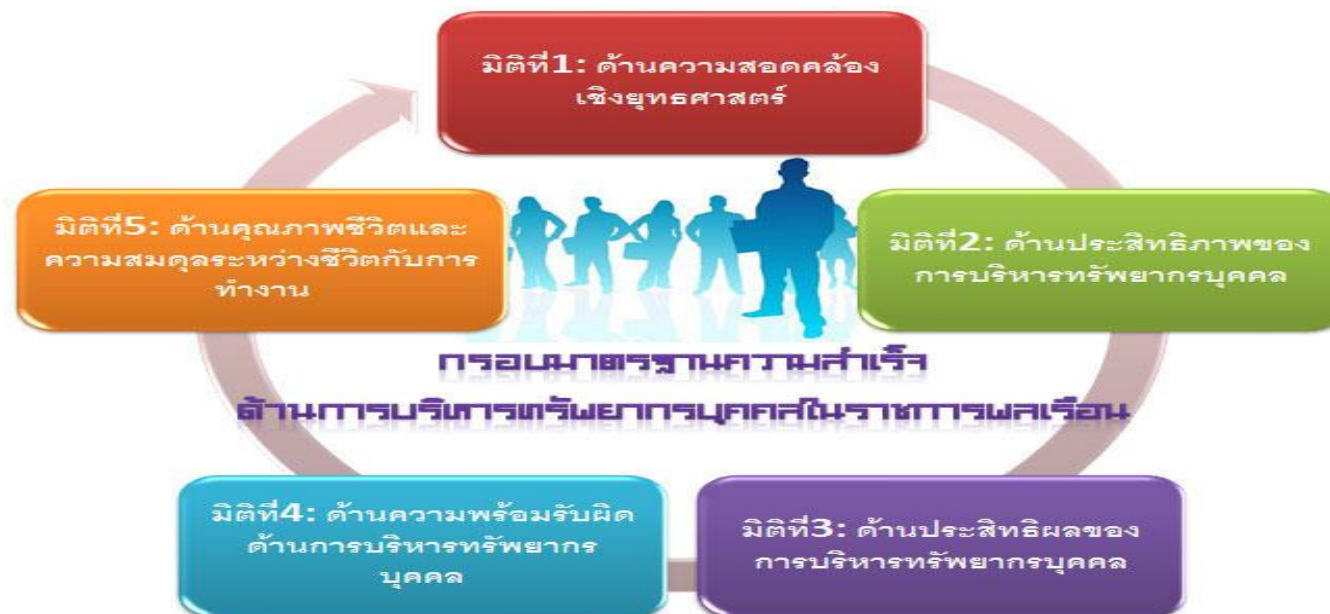 มิติที่1: ด้านความสอดคล้อง
เชิงยุทธศาสตร์
มิติที่2: ด้านประสิทธิภาพของ
การบริหารทรัพยากรบุคคล
มิติที่3: ด้านประสิทธิผลของ
การบริหารทรัพยากรบุคคล
มิติที่4: ด้านความพร้อมรับผิด
ด้านการบริหารทรัพยากร
บุคคล
มิติที่5: ด้านคุณภาพชีวิตและ
ความสมดุลระหว่างชีวิตกับการ
ทำงาน
กรอบมาตรฐานความสำเร็จ
ด้านการบริหารทรัพยากรบุคคลในราชการพลเรือน